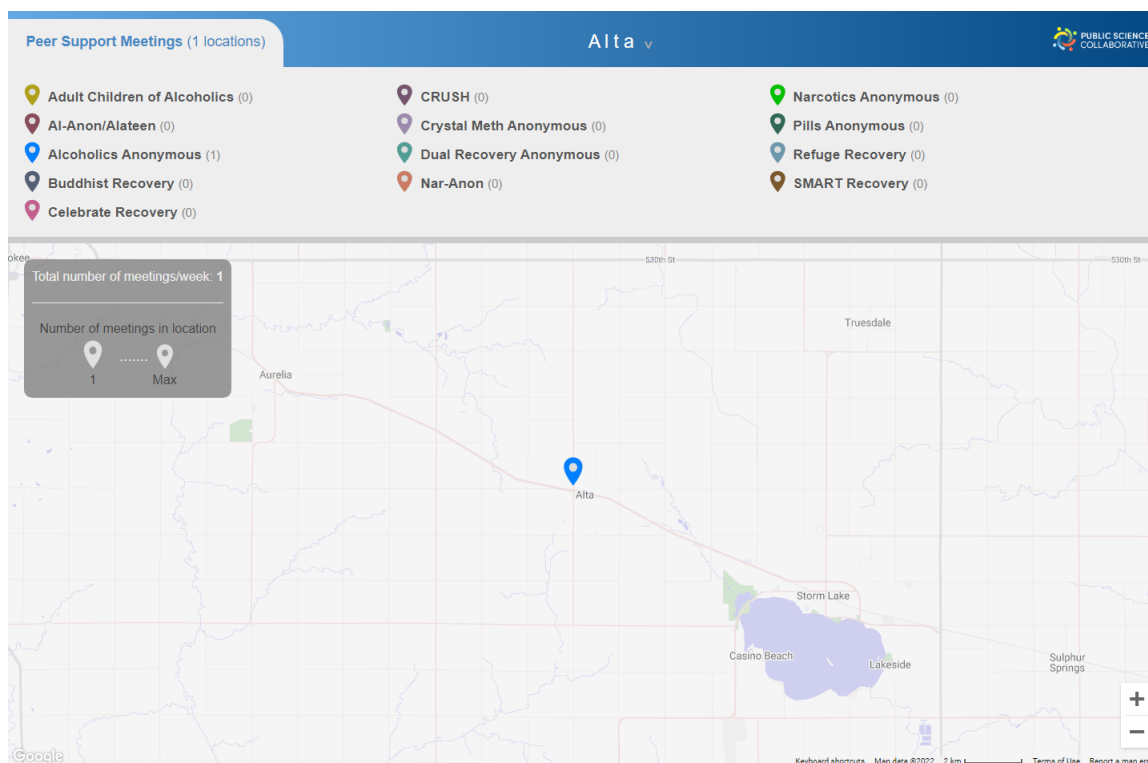 Peer Support Meetings (1 locations)
Alta v
PUBLIC SCIENCE
COLLABORATIVE
Adult Children of Alcoholics (0)
Al-Anon/Alateen (0)
Alcoholics Anonymous (1)
Buddhist Recovery (0)
Celebrate Recovery (0)
CRUSH (0)
Crystal Meth Anonymous (0)
Dual Recovery Anonymous (0)
Nar-Anon (0)
Narcotics Anonymous (0)
Pills Anonymous (0)
Refuge Recovery (0)
SMART Recovery (0)
okee
530th St
530th St
Total number of meetings/week: 1
Number of meetings in location
.......
1 Max
Truesdale
Aurelia
Alta
Storm Lake
Casino Beach
Lakeside
Sulphur
Springs
+
−
Google
Keyboard shortcuts Map data ©2022 2 km Terms of Use Report a map er